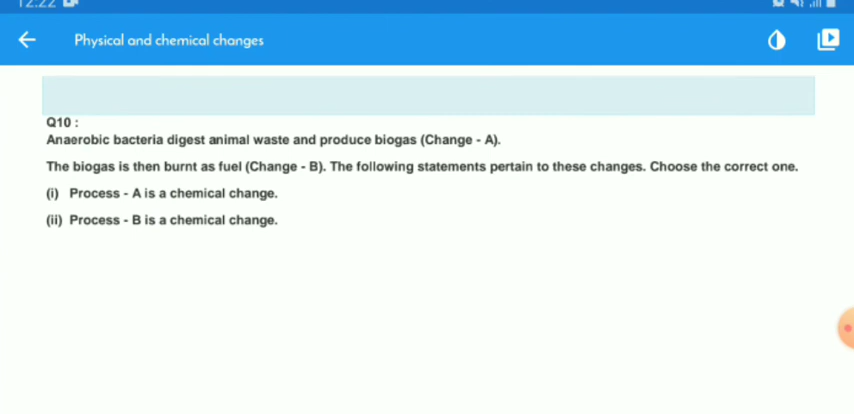 12:22
Physical and chemical changes
Q10 :
Anaerobic bacteria digest animal waste and produce biogas (Change - A).
The biogas is then burnt as fuel (Change - B). The following statements pertain to these changes. Choose the correct one.
(i) Process - A is a chemical change.
(ii) Process - B is a chemical change.